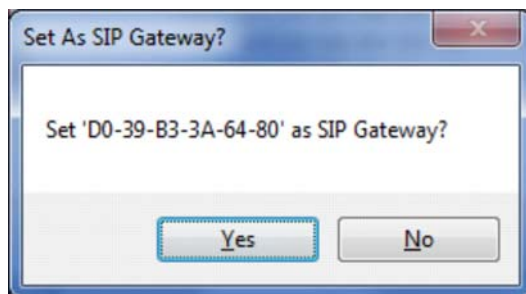 Set As SIP Gateway?
Set 'D0-39-B3-3A-64-80' as SIP Gateway?
Yes
No